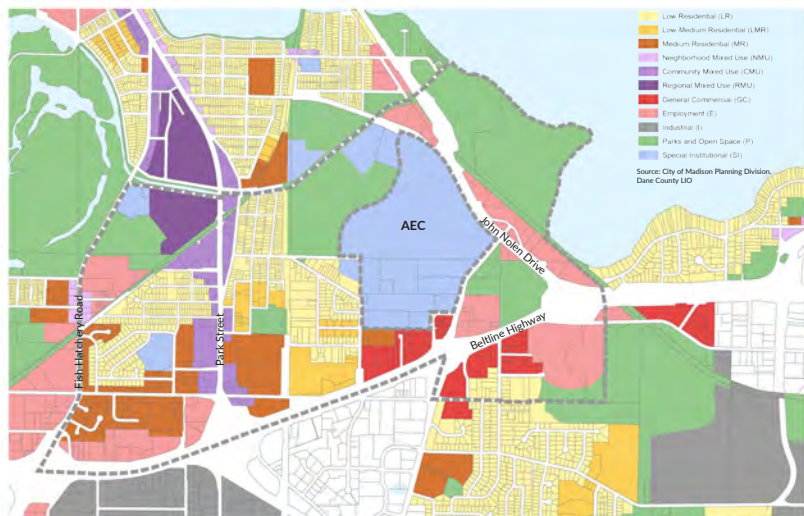 Low Residential (LR)
Low-Medium Residential (LMR)
Medium Residential (MR)
Neighborhood Mixed Use (NMU)
Community Mixed Use (CMU)
Regional Mixed Use (RMU)
General Commercial (GC)
Employment (E)
Industrial (I)
Parks and Open Space (P)
Special Institutional (SI)
Source: City of Madison Planning Division,
Dane County LIO
AEC
John Nolen Drive
Beltline Highway
Park Street
Fish Hatchery Road